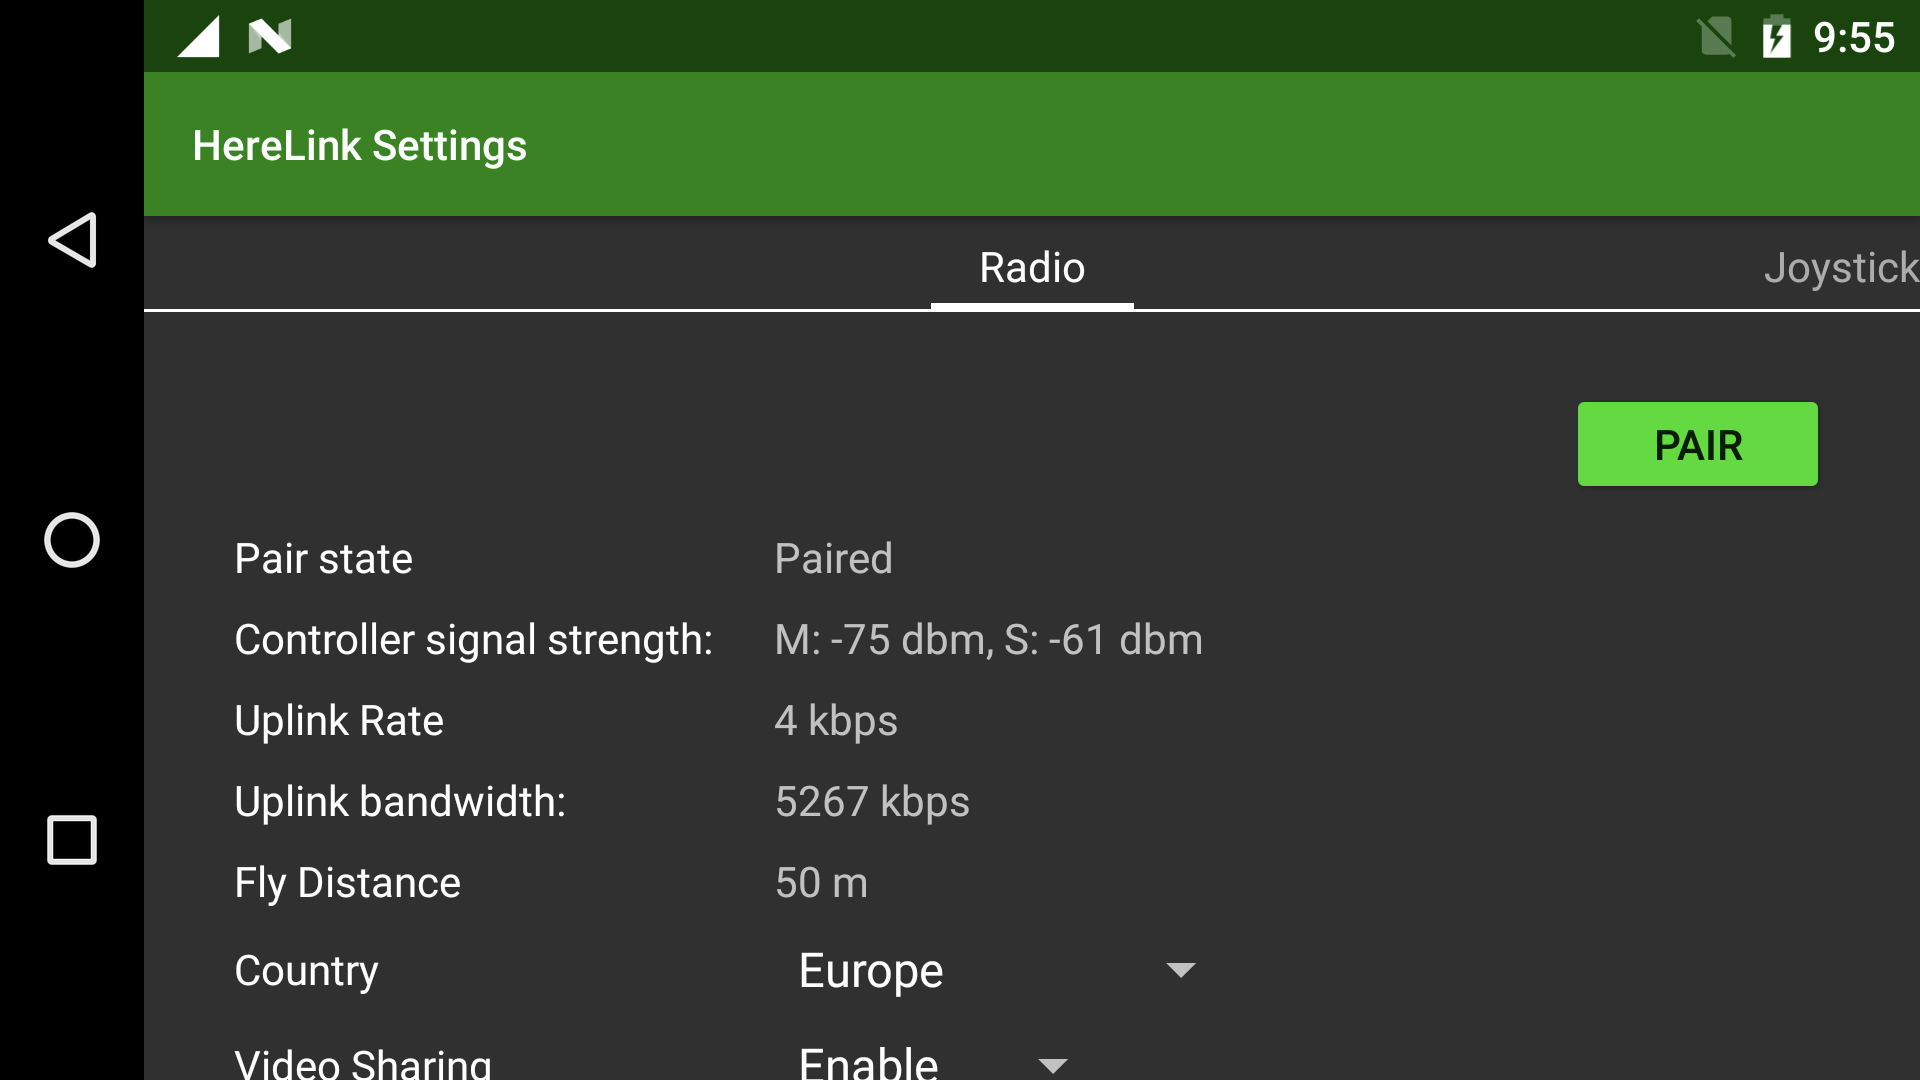 9:55
HereLink Settings
Radio Joystick
PAIR
Pair state Paired
Controller signal strength: M: -75 dbm, S: -61 dbm
Uplink Rate 4 kbps
Uplink bandwidth: 5267 kbps
Fly Distance 50 m
Country Europe
Video Sharing Enable